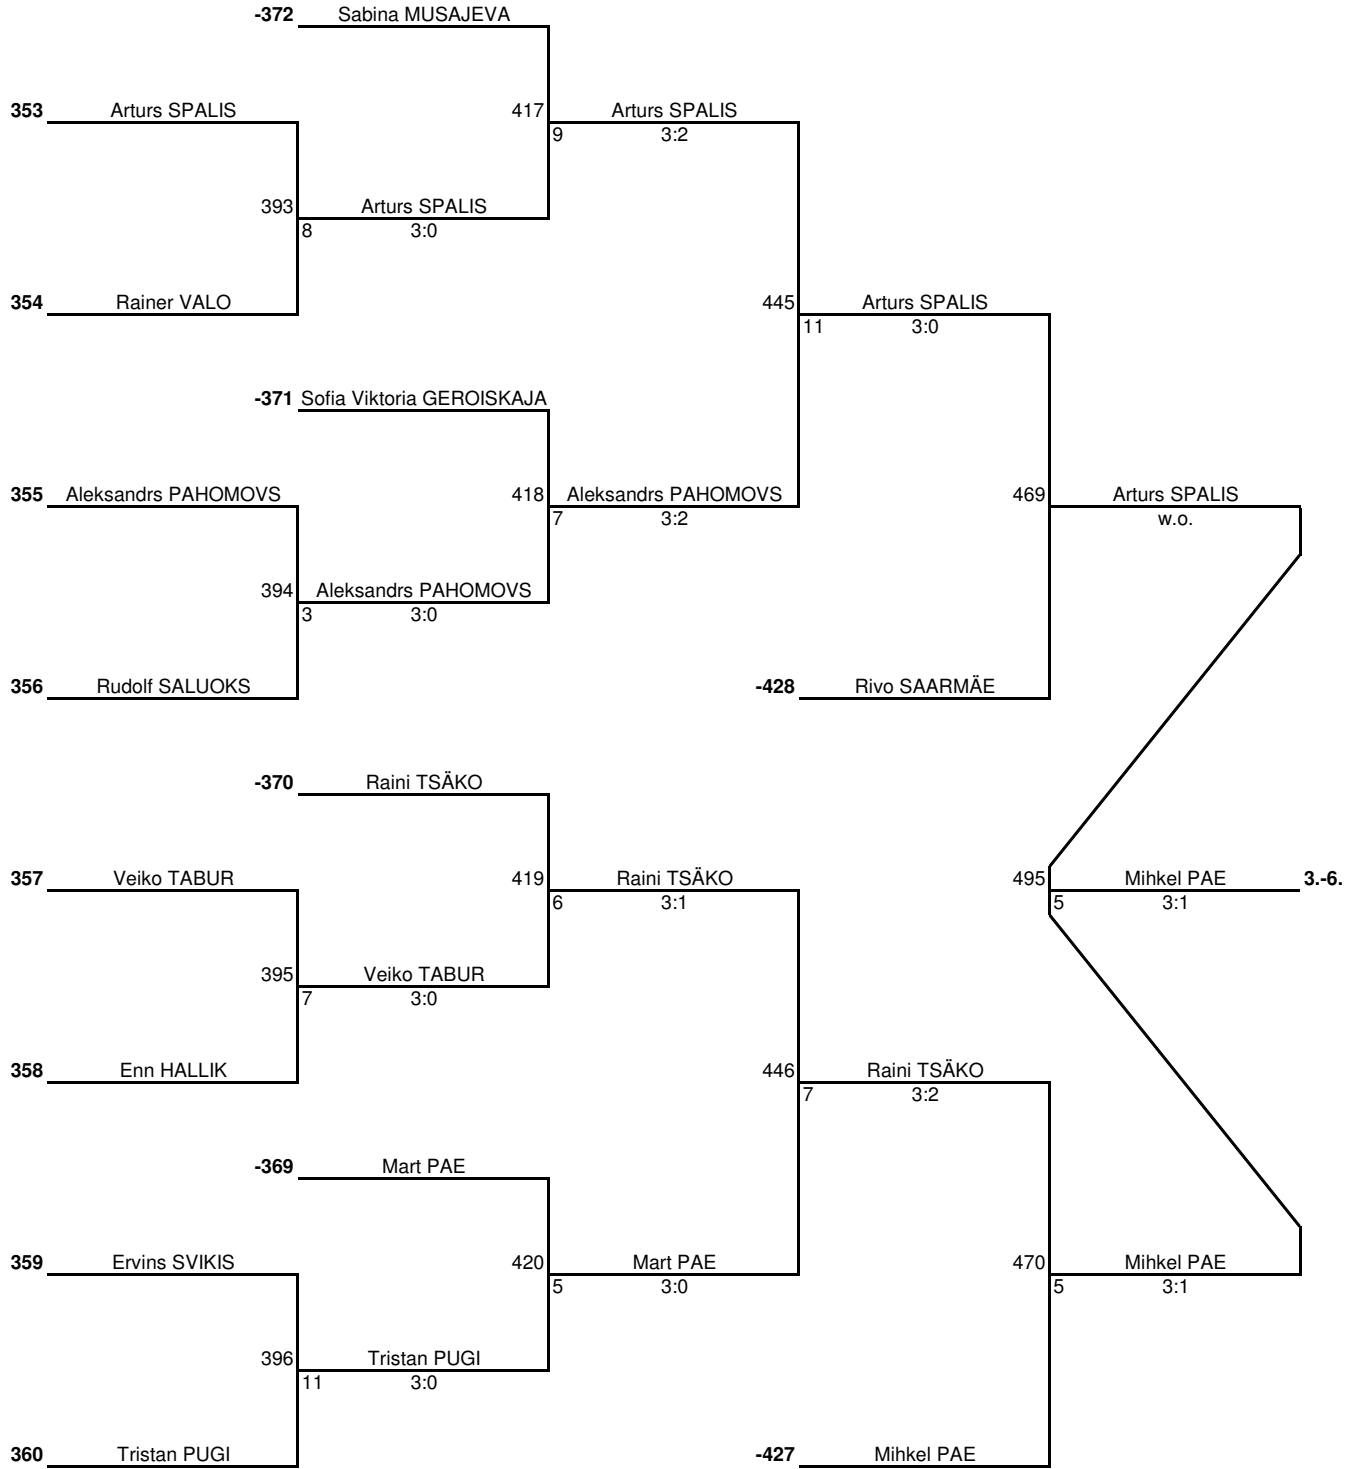 -372 Sabina MUSAJEVA
353 Arturs SPALIS 417 Arturs SPALIS
9 3:2
393 Arturs SPALIS
8 3:0
354 Rainer VALO 445 Arturs SPALIS
11 3:0
-371 Sofia Viktoria GEROISKAJA
355 Aleksandrs PAHOMOVS 418 Aleksandrs PAHOMOVS 469 Arturs SPALIS
7 3:2 w.o.
394 Aleksandrs PAHOMOVS
3 3:0
356 Rudolf SALUOKS -428 Rivo SAARMÄE
-370 Raini TSÄKO
357 Veiko TABUR 419 Raini TSÄKO 495 Mihkel PAE 3.-6.
6 3:1 5 3:1
395 Veiko TABUR
7 3:0
358 Enn HALLIK 446 Raini TSÄKO
7 3:2
-369 Mart PAE
359 Ervins SVIKIS 420 Mart PAE 470 Mihkel PAE
5 3:0 5 3:1
396 Tristan PUGI
11 3:0
360 Tristan PUGI -427 Mihkel PAE